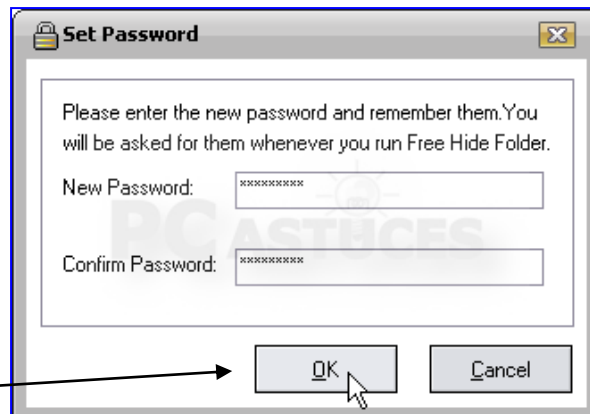 Set Password
Please enter the new password and remember them.You
will be asked for them whenever you run Free Hide Folder.
New Password: *********
PC ASTUCES
Confirm Password: *********
OK Cancel